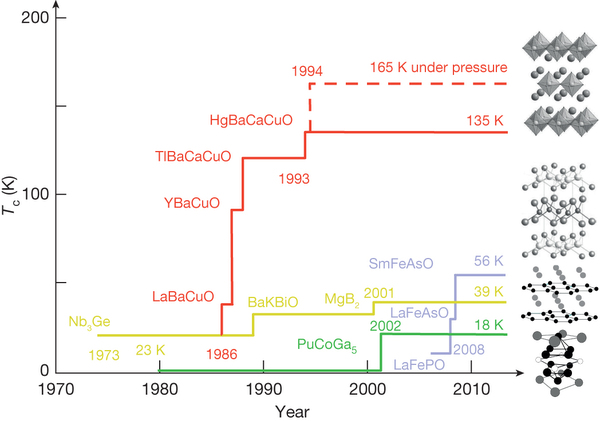 200
1994
165 K under pressure
HgBaCaCuO
135 K
TlBaCaCuO
1993
100
YBaCuO
Tc (K)
SmFeAsO
56 K
LaBaCuO
BaKBiO
MgB2
2001
39 K
Nb3Ge
LaFeAsO
1973
23 K
1986
PuCoGa5
2002
18 K
2008
LaFePO
0
1970
1980
1990
2000
2010
Year